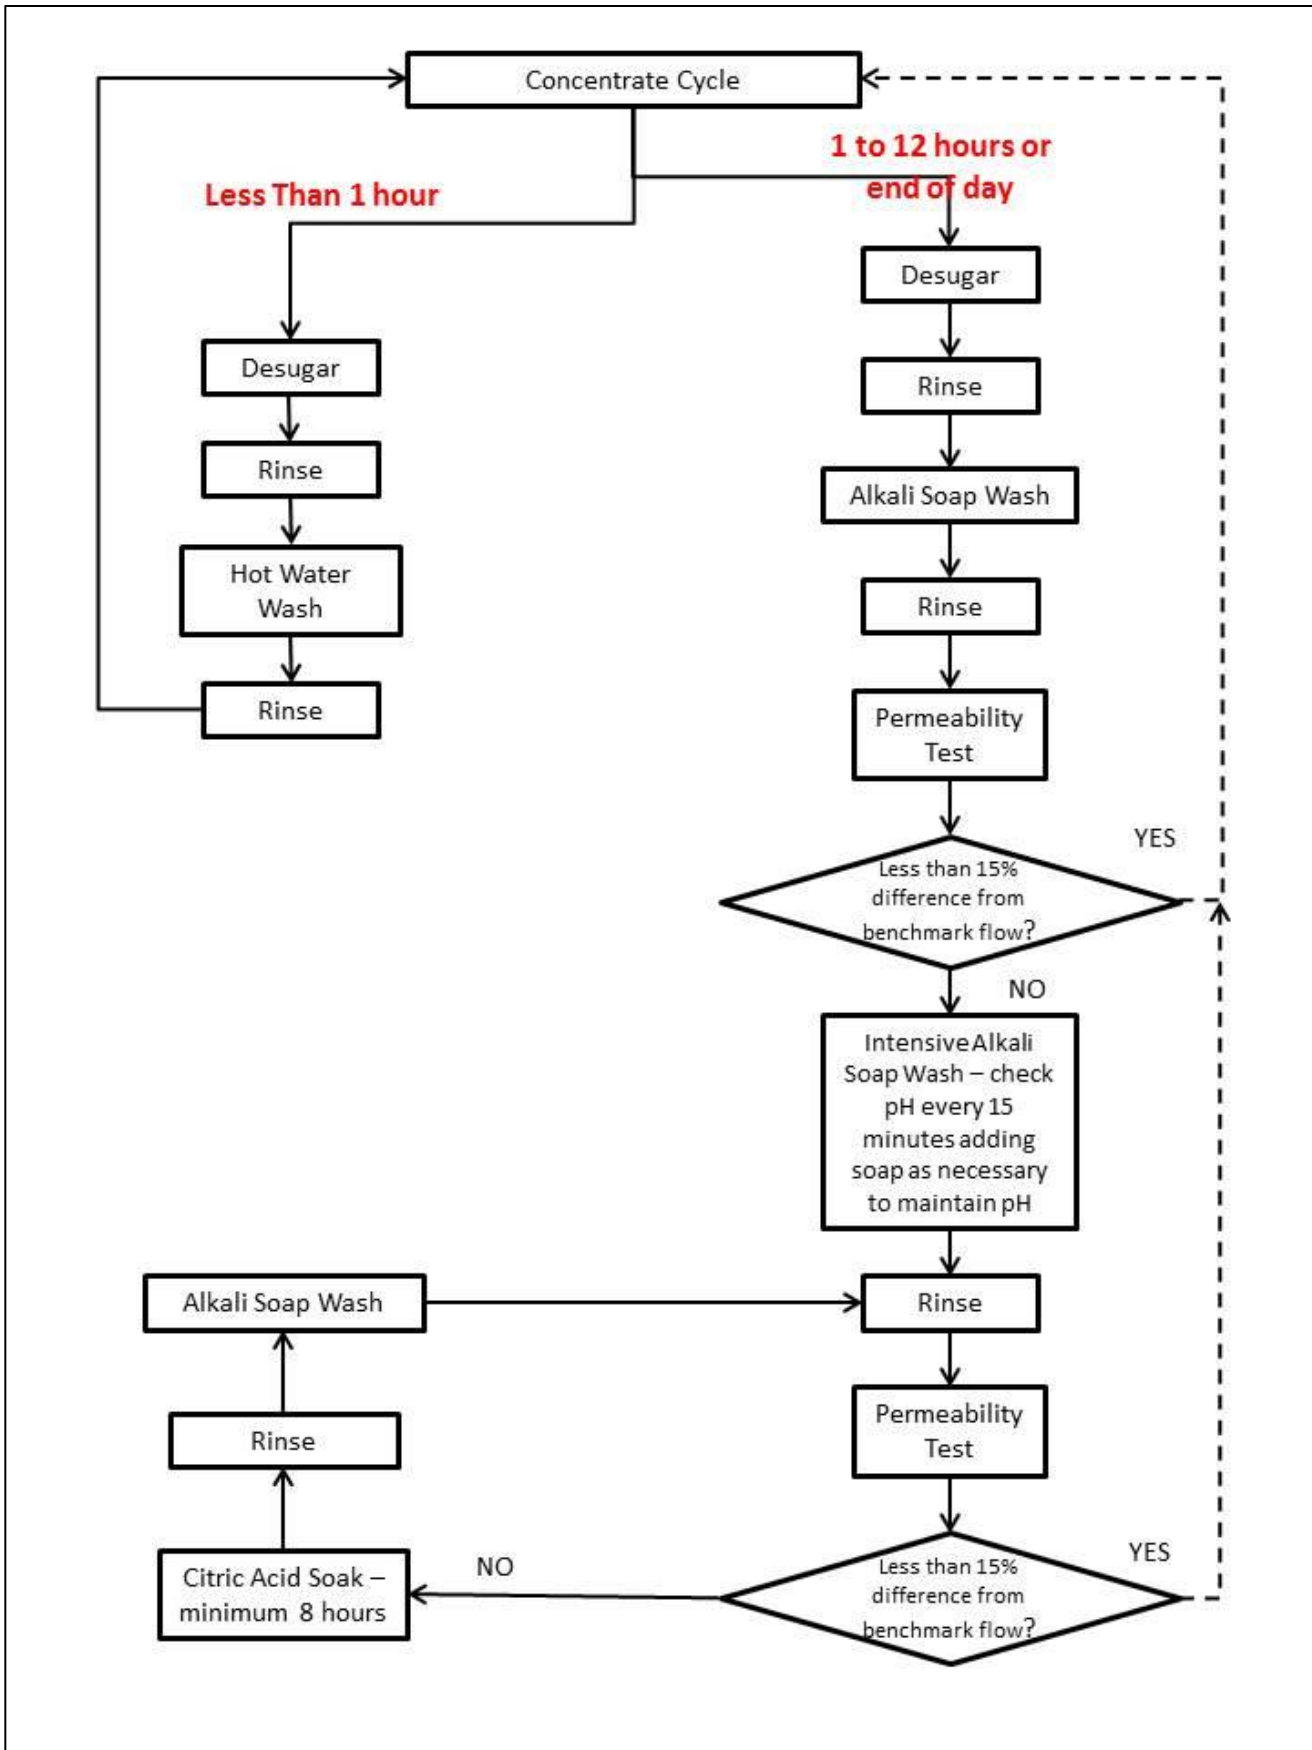 Concentrate Cycle
1 to 12 hours or
end of day
Less Than 1 hour
Desugar
Rinse
Hot Water
Wash
Rinse
Desugar
Rinse
Alkali Soap Wash
Rinse
Permeability
Test
Less than 15%
difference from
benchmark flow?
YES
NO
Intensive Alkali
Soap Wash – check
pH every 15
minutes adding
soap as necessary
to maintain pH
Rinse
Permeability
Test
Less than 15%
difference from
benchmark flow?
YES
NO
Citric Acid Soak –
minimum 8 hours
Rinse
Alkali Soap Wash